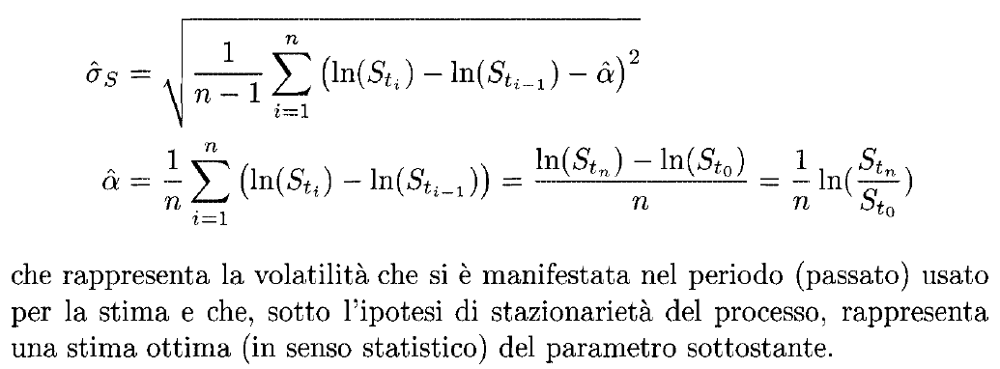 $\hat{\sigma}_S = \sqrt{\frac{1}{n-1} \sum_{i=1}^{n} \left( \ln(S_{t_i}) - \ln(S_{t_{i-1}}) - \hat{\alpha} \right)^2}$
$\hat{\alpha} = \frac{1}{n} \sum_{i=1}^{n} \left( \ln(S_{t_i}) - \ln(S_{t_{i-1}}) \right) = \frac{\ln(S_{t_n}) - \ln(S_{t_0})}{n} = \frac{1}{n} \ln(\frac{S_{t_n}}{S_{t_0}})$
che rappresenta la volatilità che si è manifestata nel periodo (passato) usato
per la stima e che, sotto l'ipotesi di stazionarietà del processo, rappresenta
una stima ottima (in senso statistico) del parametro sottostante.